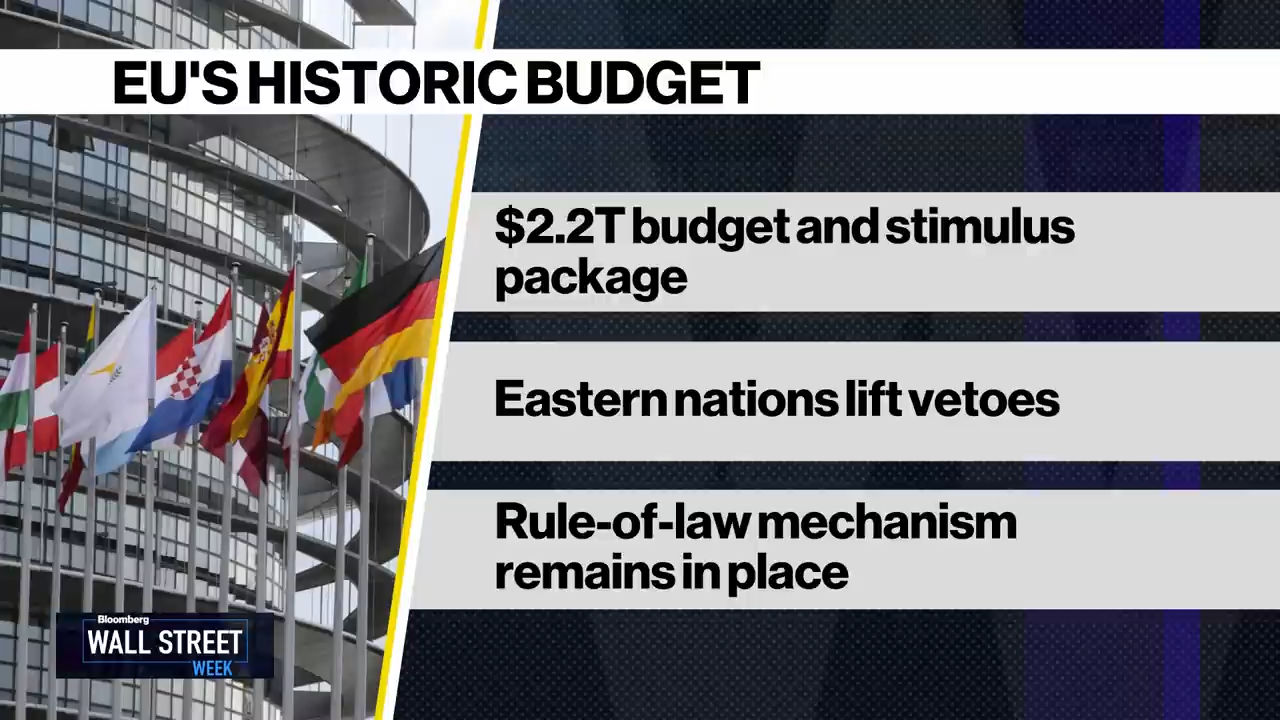 EU'S HISTORIC BUDGET
$2.2T budget and stimulus
package
Eastern nations lift vetoes
Rule-of-law mechanism
remains in place
Bloomberg
WALL STREET
WEEK